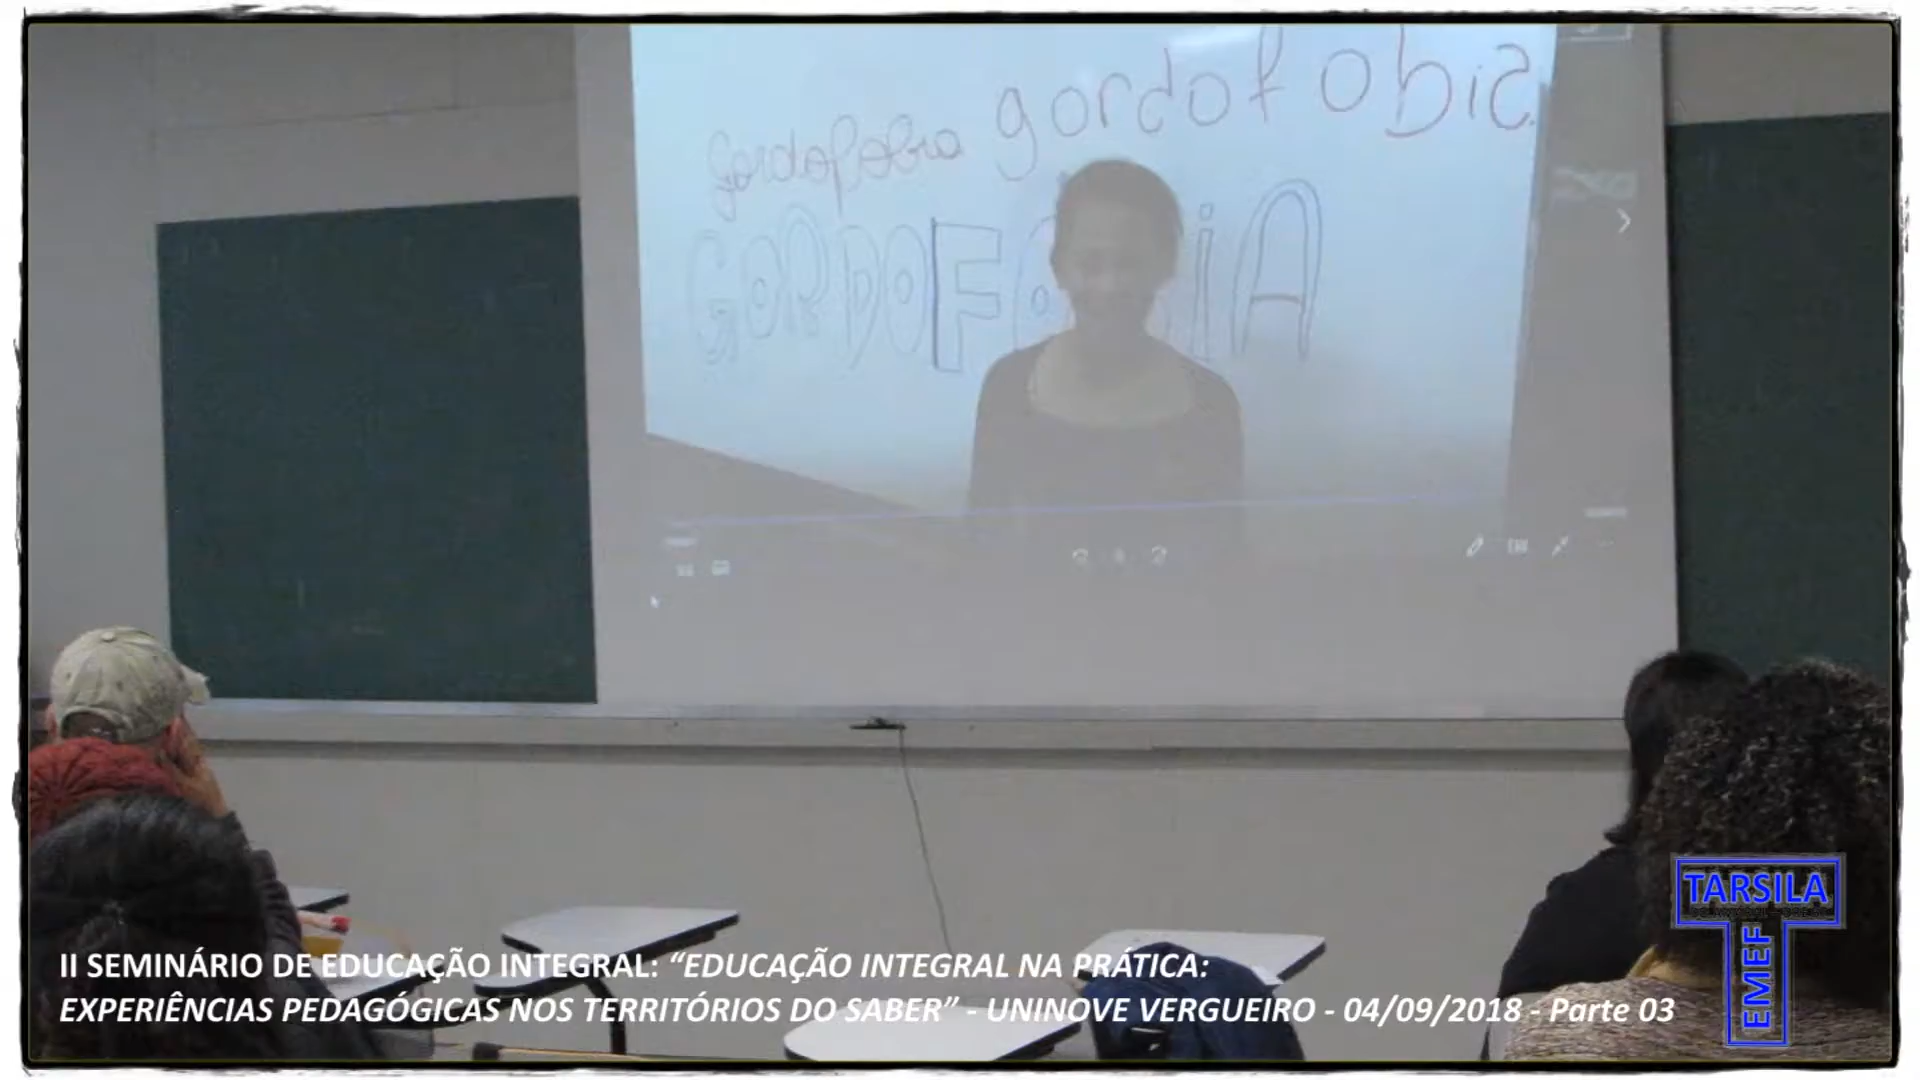 gordofobia
gordofobia
GORDOFOBiA
II SEMINÁRIO DE EDUCAÇÃO INTEGRAL: “EDUCAÇÃO INTEGRAL NA PRÁTICA:
EXPERIÊNCIAS PEDAGÓGICAS NOS TERRITÓRIOS DO SABER” - UNINOVE VERGUEIRO - 04/09/2018 - Parte 03
TARSILA
EMEF